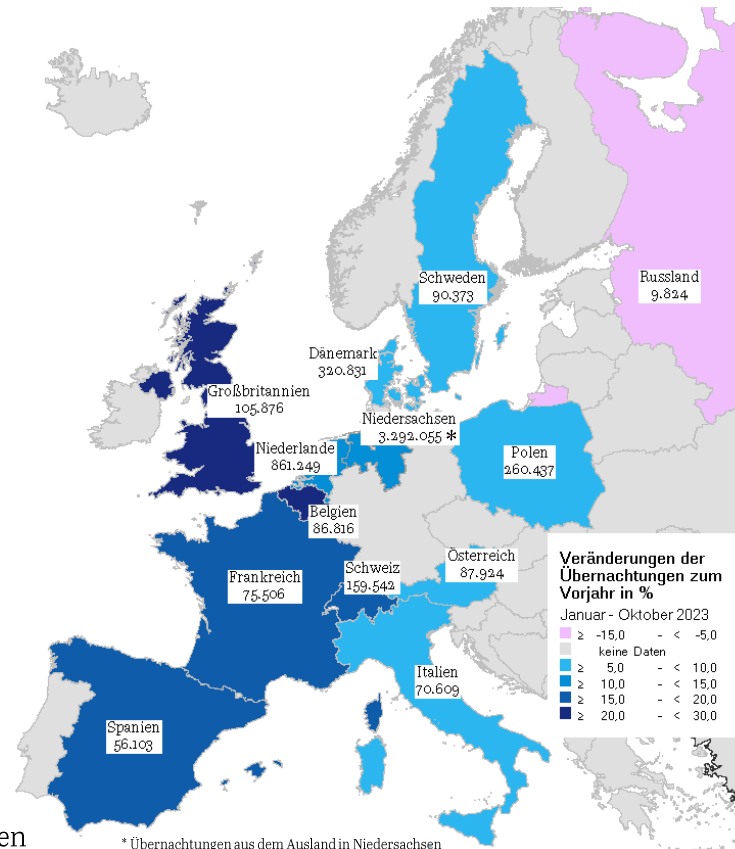 Schweden
90.373
Russland
9.824
Dänemark
320.831
Großbritannien
105.876
Niedersachsen
3.292.055 *
Niederlande
861.249
Polen
260.437
Belgien
86.816
Österreich
87.924
Schweiz
159.542
Frankreich
75.506
Italien
70.609
Spanien
56.103
Veränderungen der
Übernachtungen zum
Vorjahr in %
Januar - Oktober 2023
≥ -15,0 - < -5,0
keine Daten
≥ 5,0 - < 10,0
≥ 10,0 - < 15,0
≥ 15,0 - < 20,0
≥ 20,0 - < 30,0
en
* Übernachtungen aus dem Ausland in Niedersachsen